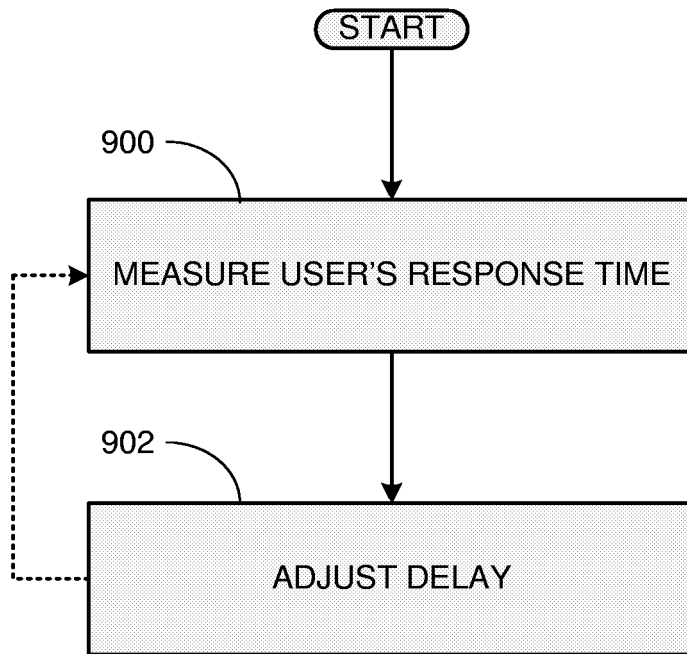 START
900
MEASURE USER'S RESPONSE TIME
902
ADJUST DELAY